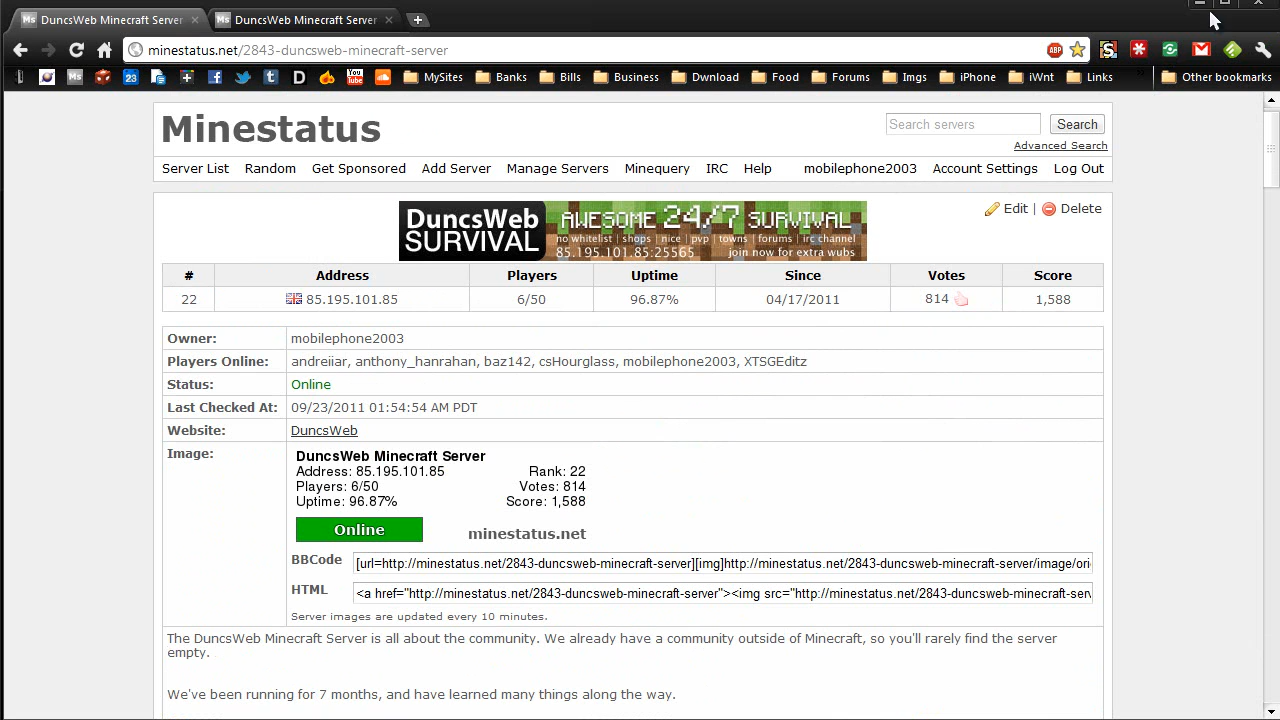 Ms DuncsWeb Minecraft Server
Ms DuncsWeb Minecraft Server
minestatus.net/2843-duncsweb-minecraft-server
ABP
Ms 23 You Tube MySites Banks Bills Business Dwnload Food Forums Imgs iPhone iWnt Links Other bookmarks
Minestatus
Search servers Search
Advanced Search
Server List Random Get Sponsored Add Server Manage Servers Minequery IRC Help mobilephone2003 Account Settings Log Out
DuncsWeb SURVIVAL
AWESOME 24/7 SURVIVAL
no whitelist | shops | nice | pvp | towns | forums | irc channel
85.195.101.85:25565 join now for extra wubs
Edit Delete
# Address Players Uptime Since Votes Score
22 85.195.101.85 6/50 96.87% 04/17/2011 814 1,588
Owner: mobilephone2003
Players Online: andreiiar, anthony_hanrahan, baz142, csHourglass, mobilephone2003, XTSGEditz
Status: Online
Last Checked At: 09/23/2011 01:54:54 AM PDT
Website: DuncsWeb
Image: DuncsWeb Minecraft Server
Address: 85.195.101.85 Rank: 22
Players: 6/50 Votes: 814
Uptime: 96.87% Score: 1,588
Online minestatus.net
BBCode [url=http://minestatus.net/2843-duncsweb-minecraft-server][img]http://minestatus.net/2843-duncsweb-minecraft-server/image/ori
HTML <a href="http://minestatus.net/2843-duncsweb-minecraft-server"><img src="http://minestatus.net/2843-duncsweb-minecraft-serv
Server images are updated every 10 minutes.
The DuncsWeb Minecraft Server is all about the community. We already have a community outside of Minecraft, so you'll rarely find the server
empty.
We've been running for 7 months, and have learned many things along the way.